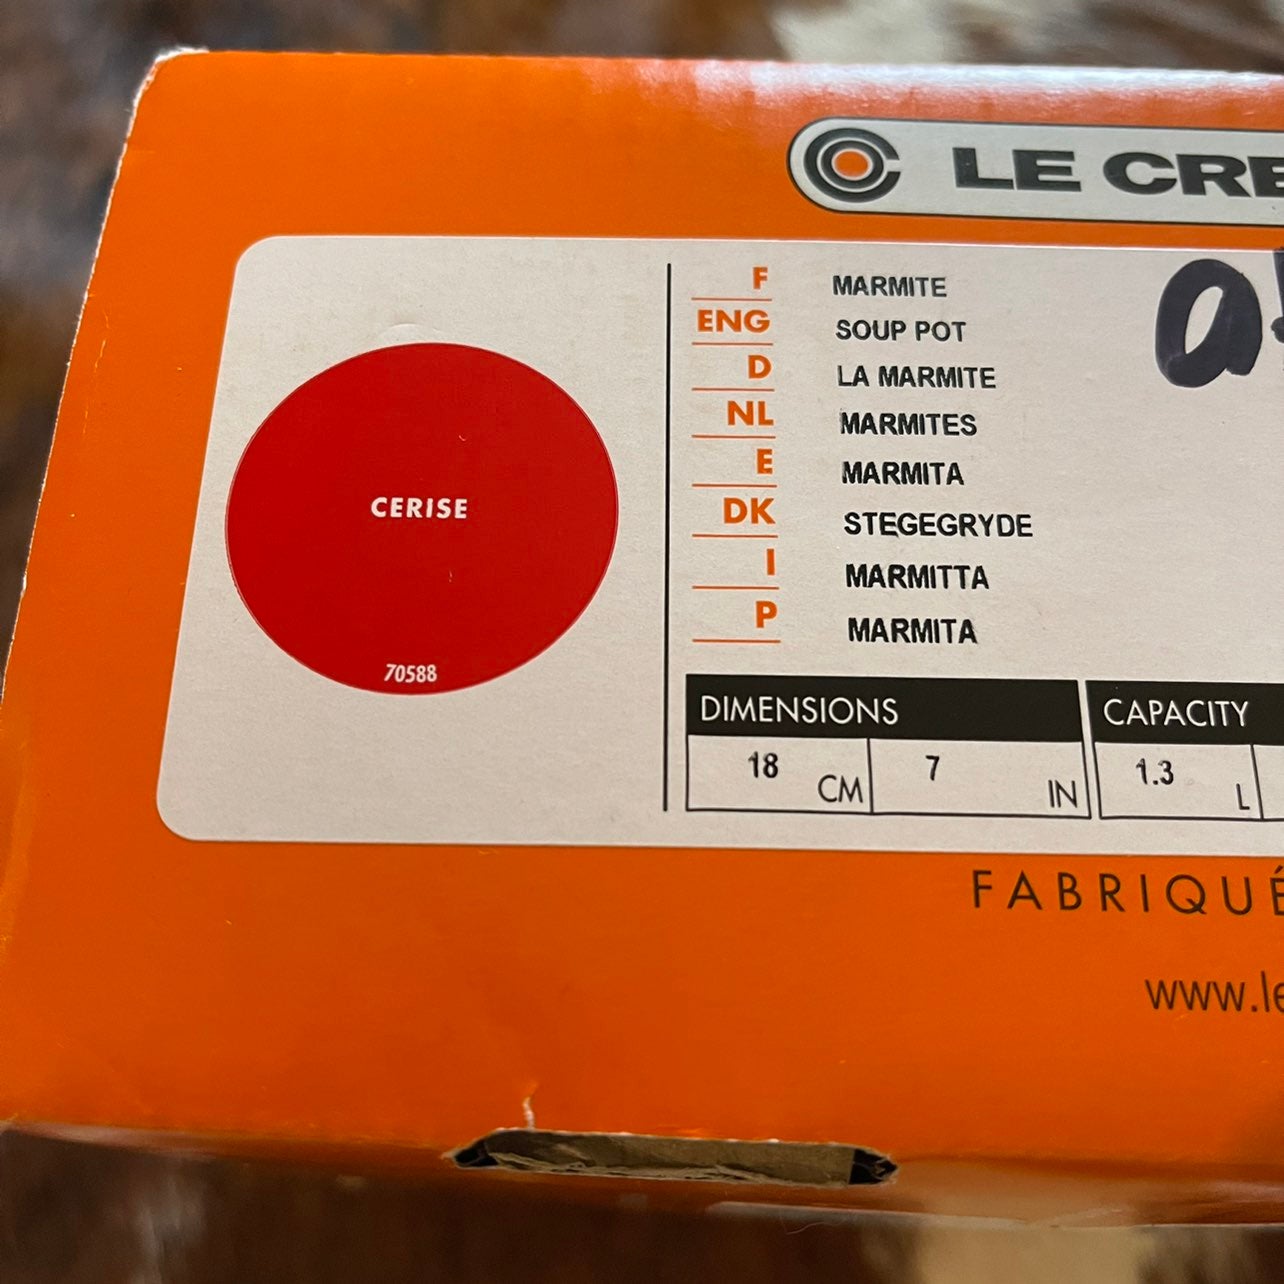 LE CRE
F MARMITE
ENG SOUP POT
D LA MARMITE
NL MARMITES
E MARMITA
DK STEGEGRYDE
I MARMITTA
P MARMITA
CERISE
70588
DIMENSIONS CAPACITY
18 CM 7 IN 1.3 L
FABRIQUÉ
www.le